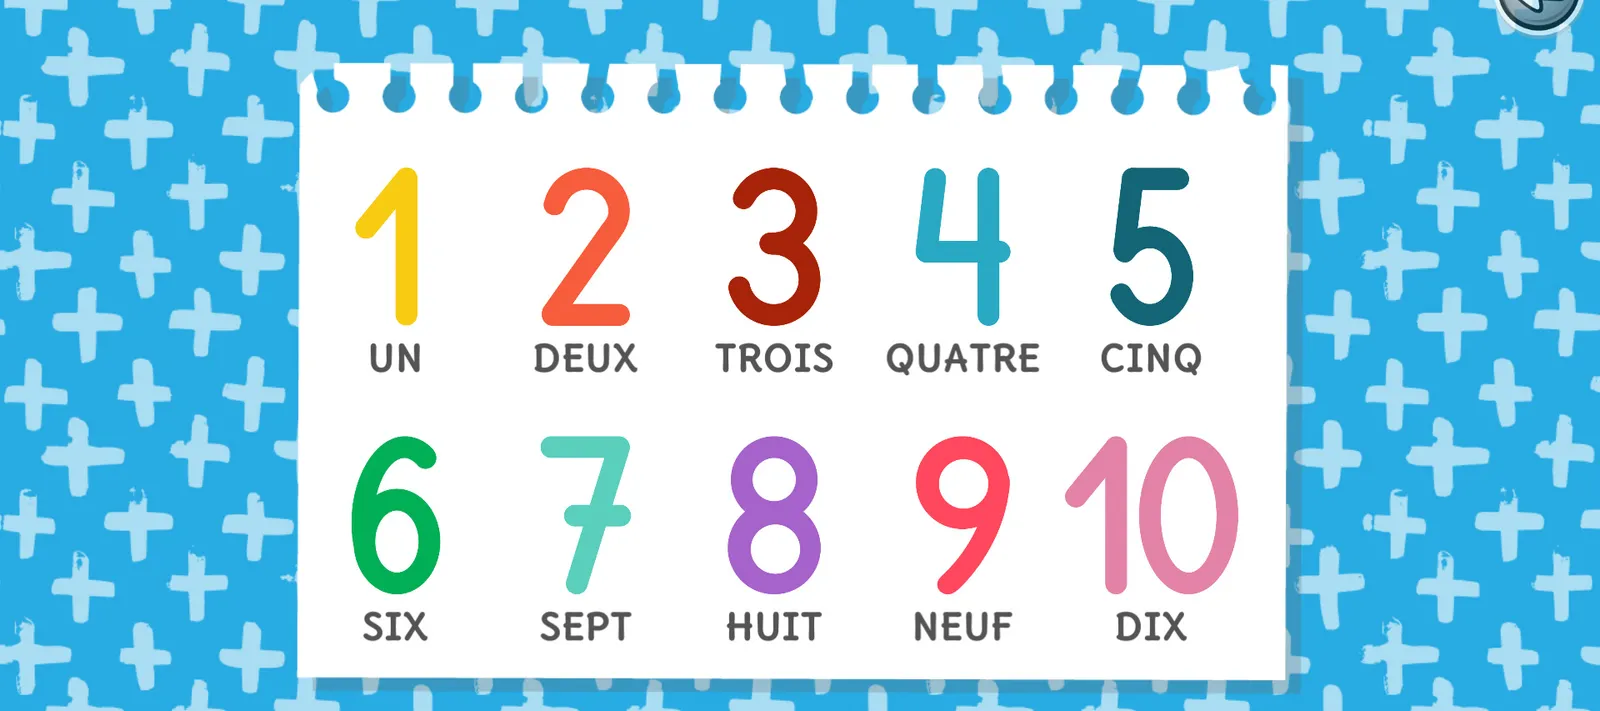 1 2 3 4 5
UN DEUX TROIS QUATRE CINQ
6 7 8 9 10
SIX SEPT HUIT NEUF DIX